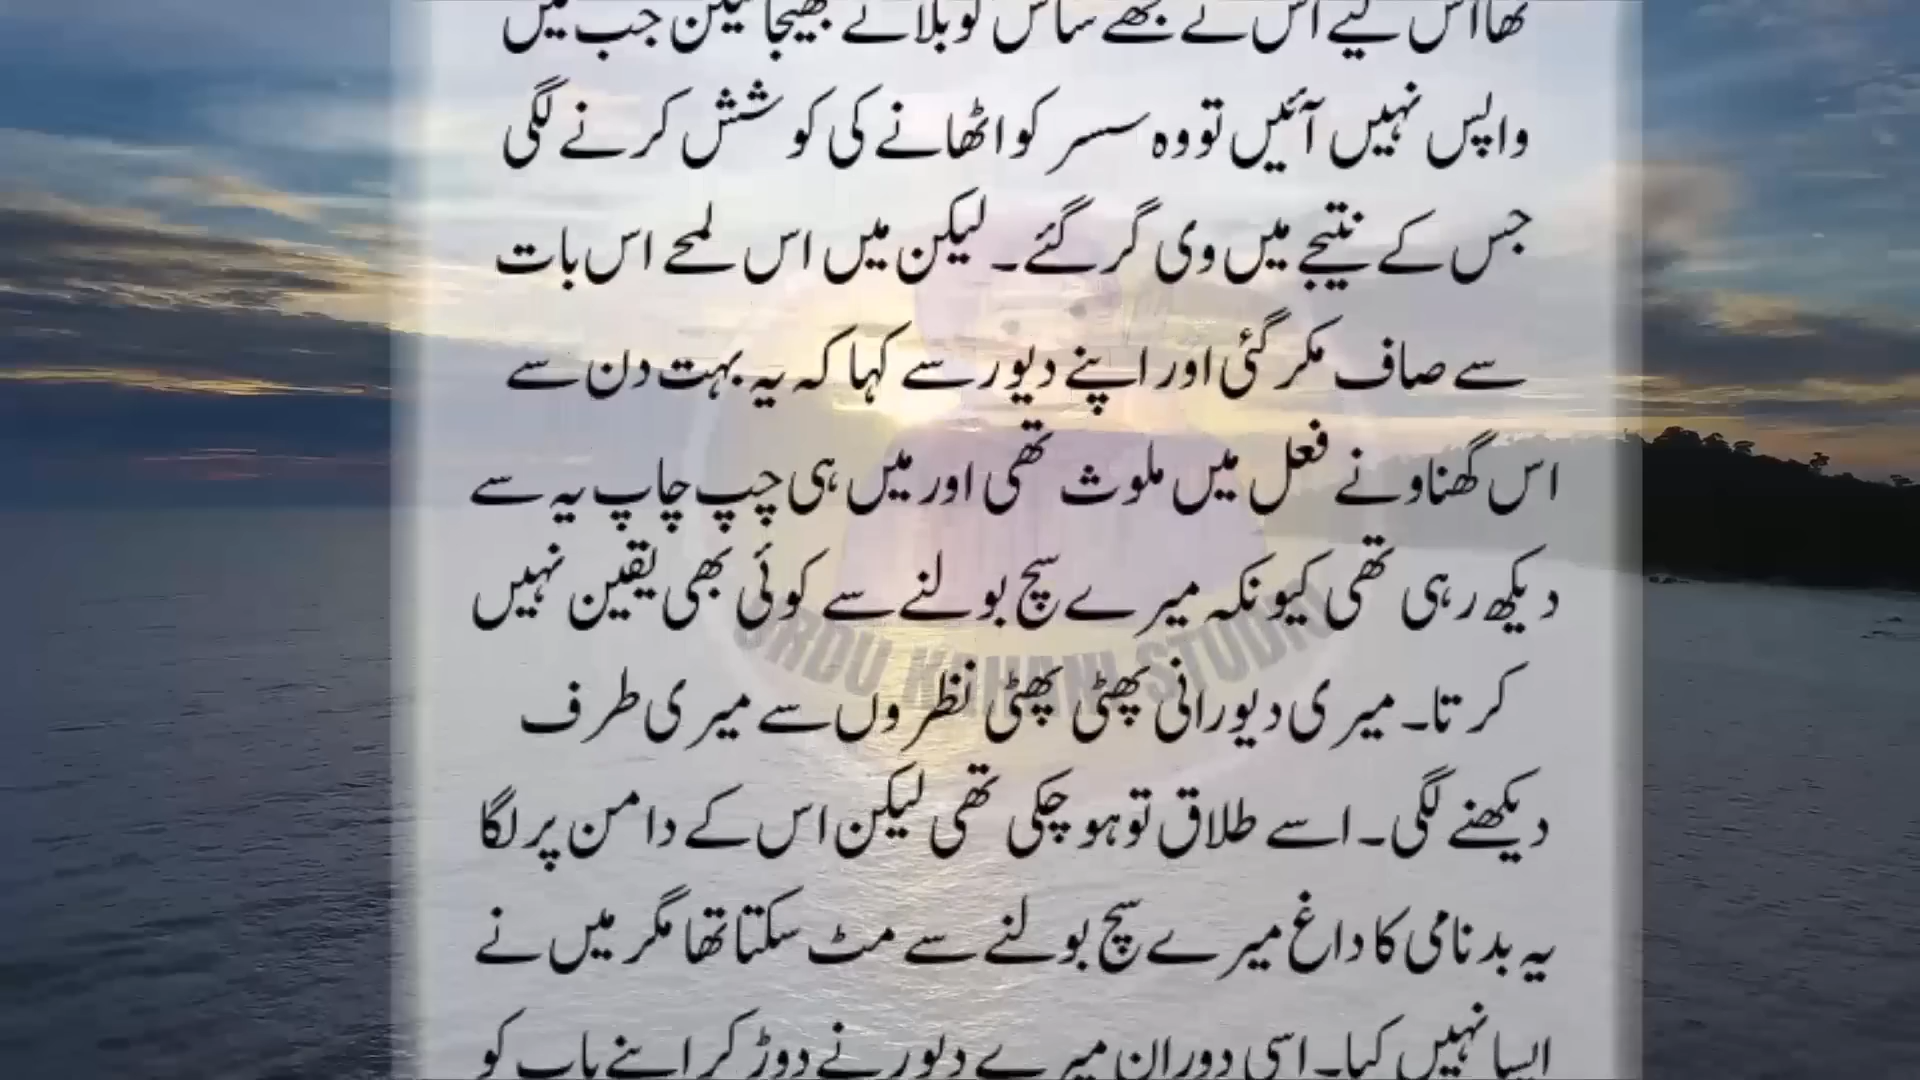 تھا اس لیے اس نے مجھے ساس کو بلانے بھیجا لیکن جب میں
واپس نہیں آئیں تو وہ سسر کو اٹھانے کی کوشش کرنے لگی
جس کے نتیجے میں وی گر گئے۔ لیکن میں اس لمحے اس بات
سے صاف مکر گئی اور اپنے دیور سے کہا کہ یہ بہت دن سے
اس گھناونے فعل میں ملوث تھی اور میں ہی چپ چاپ یہ سے
دیکھ رہی تھی کیونکہ میرے سچ بولنے سے کوئی بھی یقین نہیں
کرتا۔ میری دیورانی پھٹی پھٹی نظروں سے میری طرف
دیکھنے لگی۔ اسے طلاق تو ہو چکی تھی لیکن اس کے دامن پر لگا
یہ بدنامی کا داغ میرے سچ بولنے سے مٹ سکتا تھا مگر میں نے
ایسا نہیں کیا۔ اسی دوران میرے دیور نے دوڑ کر اپنے باپ کو
URDU KAHANI STUDIO